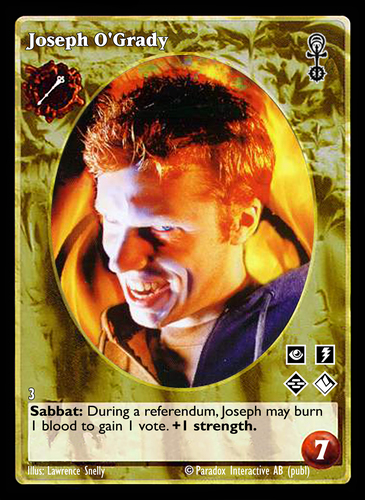 Joseph O'Grady
3
Sabbat: During a referendum, Joseph may burn
1 blood to gain 1 vote. +1 strength.
7
Illus: Lawrence Snelly
© Paradox Interactive AB (publ)